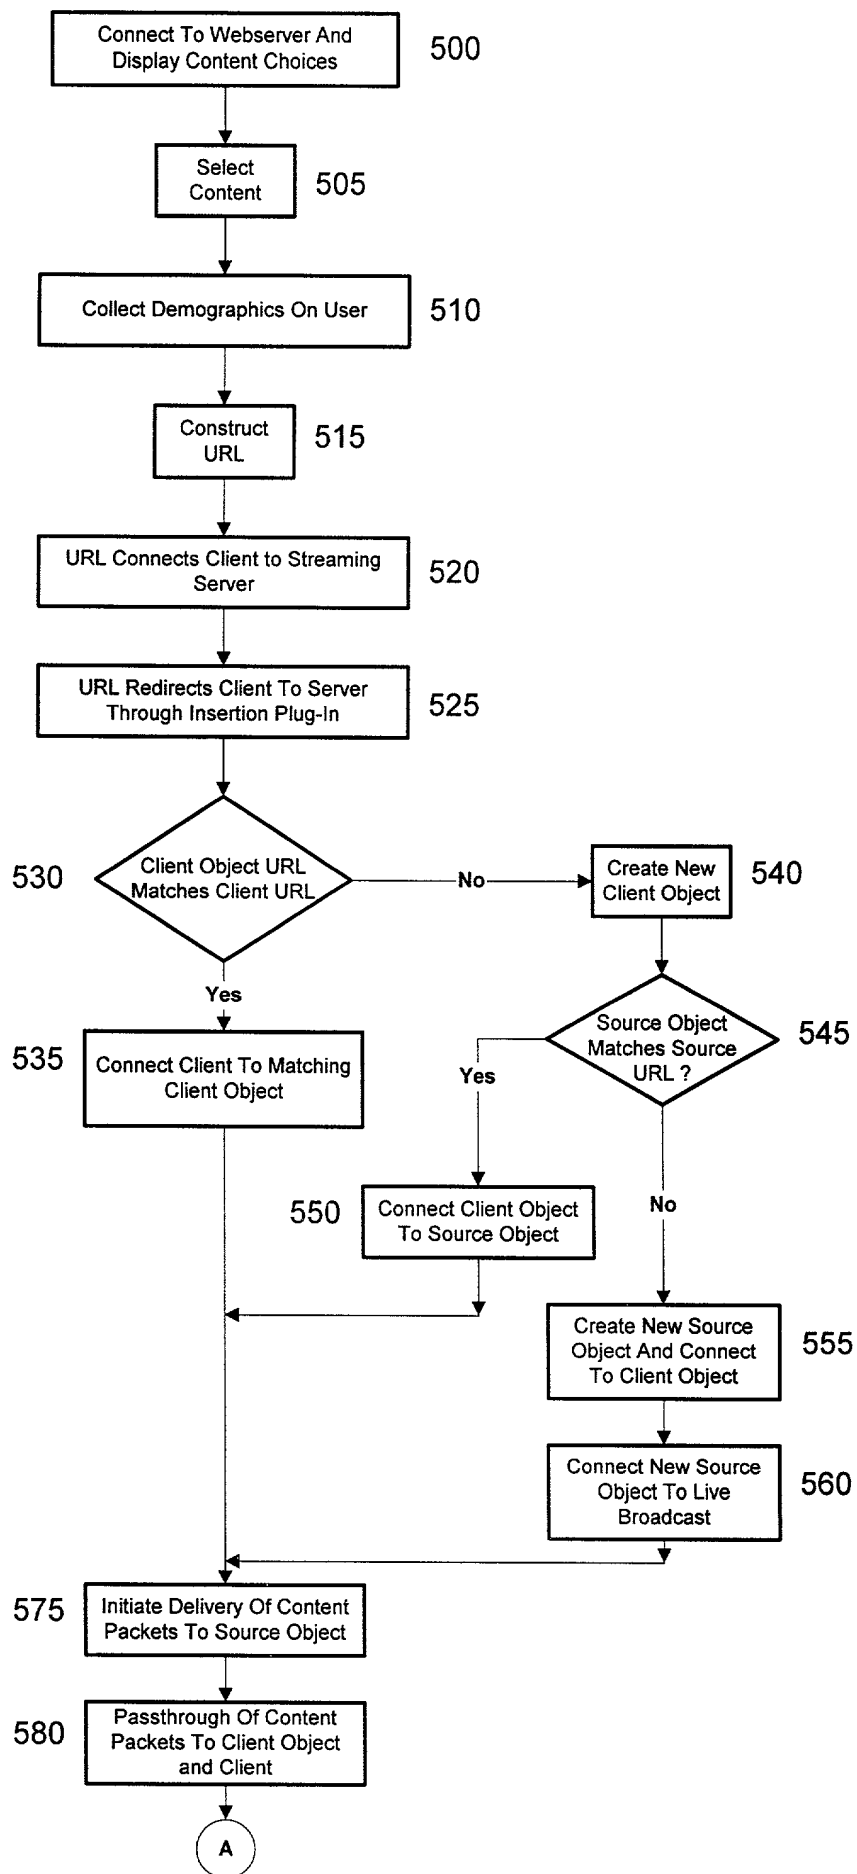 Connect To Webserver And
Display Content Choices
500
Select
Content
505
Collect Demographics On User
510
Construct
URL
515
URL Connects Client to Streaming
Server
520
URL Redirects Client To Server
Through Insertion Plug-In
525
530
Client Object URL
Matches Client URL
No
Create New
Client Object
540
Yes
Source Object
Matches Source
URL ?
545
535
Connect Client To Matching
Client Object
Yes
550
Connect Client Object
To Source Object
No
Create New Source
Object And Connect
To Client Object
555
Connect New Source
Object To Live
Broadcast
560
575
Initiate Delivery Of Content
Packets To Source Object
580
Passthrough Of Content
Packets To Client Object
and Client
A